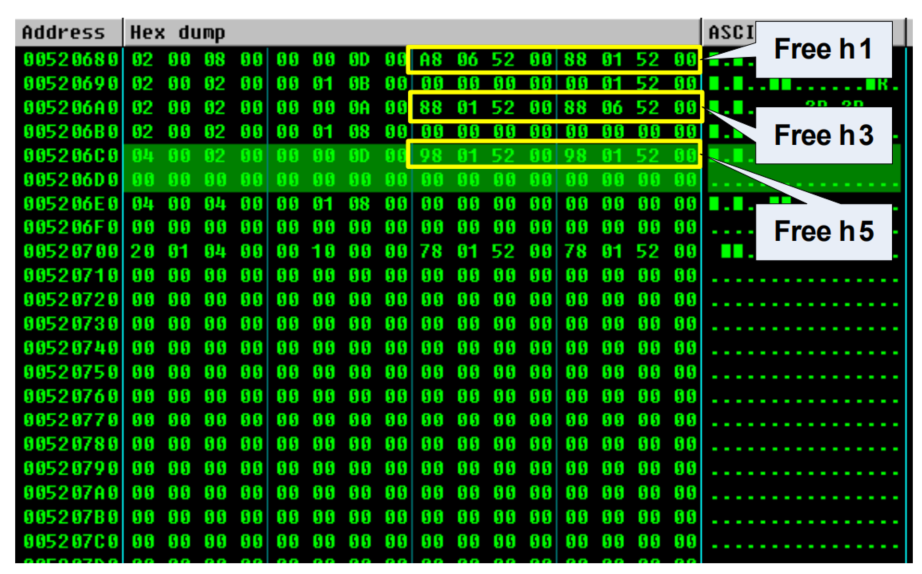 Address Hex dump ASCI
00520680 02 00 08 00 00 00 0D 00 A8 06 52 00 88 01 52 00
Free h1
00520690 02 00 02 00 00 01 0B 00 00 00 00 00 00 01 52 00
005206A0 02 00 02 00 00 00 0A 00 88 01 52 00 88 06 52 00
Free h3
005206B0 02 00 02 00 00 01 08 00 00 00 00 00 00 00 00 00
005206C0 04 00 02 00 00 00 0D 00 98 01 52 00 98 01 52 00
005206D0 00 00 00 00 00 00 00 00 00 00 00 00 00 00 00 00 ................
005206E0 04 00 04 00 00 01 08 00 00 00 00 00 00 00 00 00
005206F0 00 00 00 00 00 00 00 00 00 00 00 00 00 00 00 00
Free h5
00520700 20 01 04 00 00 10 00 00 78 01 52 00 78 01 52 00
00520710 00 00 00 00 00 00 00 00 00 00 00 00 00 00 00 00 ................
00520720 00 00 00 00 00 00 00 00 00 00 00 00 00 00 00 00 ................
00520730 00 00 00 00 00 00 00 00 00 00 00 00 00 00 00 00 ................
00520740 00 00 00 00 00 00 00 00 00 00 00 00 00 00 00 00 ................
00520750 00 00 00 00 00 00 00 00 00 00 00 00 00 00 00 00 ................
00520760 00 00 00 00 00 00 00 00 00 00 00 00 00 00 00 00 ................
00520770 00 00 00 00 00 00 00 00 00 00 00 00 00 00 00 00 ................
00520780 00 00 00 00 00 00 00 00 00 00 00 00 00 00 00 00 ................
00520790 00 00 00 00 00 00 00 00 00 00 00 00 00 00 00 00 ................
005207A0 00 00 00 00 00 00 00 00 00 00 00 00 00 00 00 00 ................
005207B0 00 00 00 00 00 00 00 00 00 00 00 00 00 00 00 00 ................
005207C0 00 00 00 00 00 00 00 00 00 00 00 00 00 00 00 00 ................